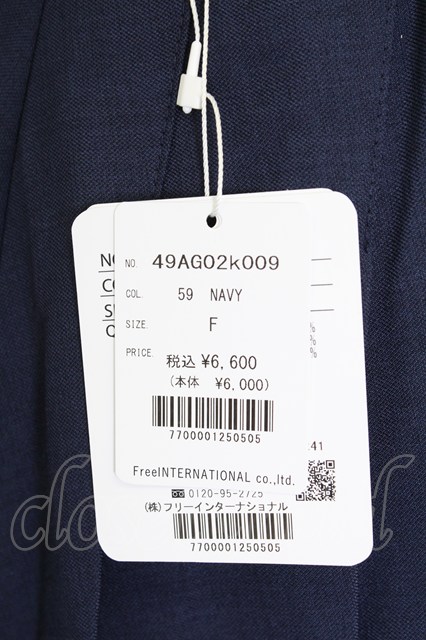 NO. 49AG02K009
COL. 59 NAVY
SIZE. F
PRICE. 税込 ¥6,600
(本体 ¥6,000)
7700001250505
FreeINTERNATIONAL co.,ltd.
0120-95-2725
(株)フリーインターナショナル
7700001250505
%
%
%
41